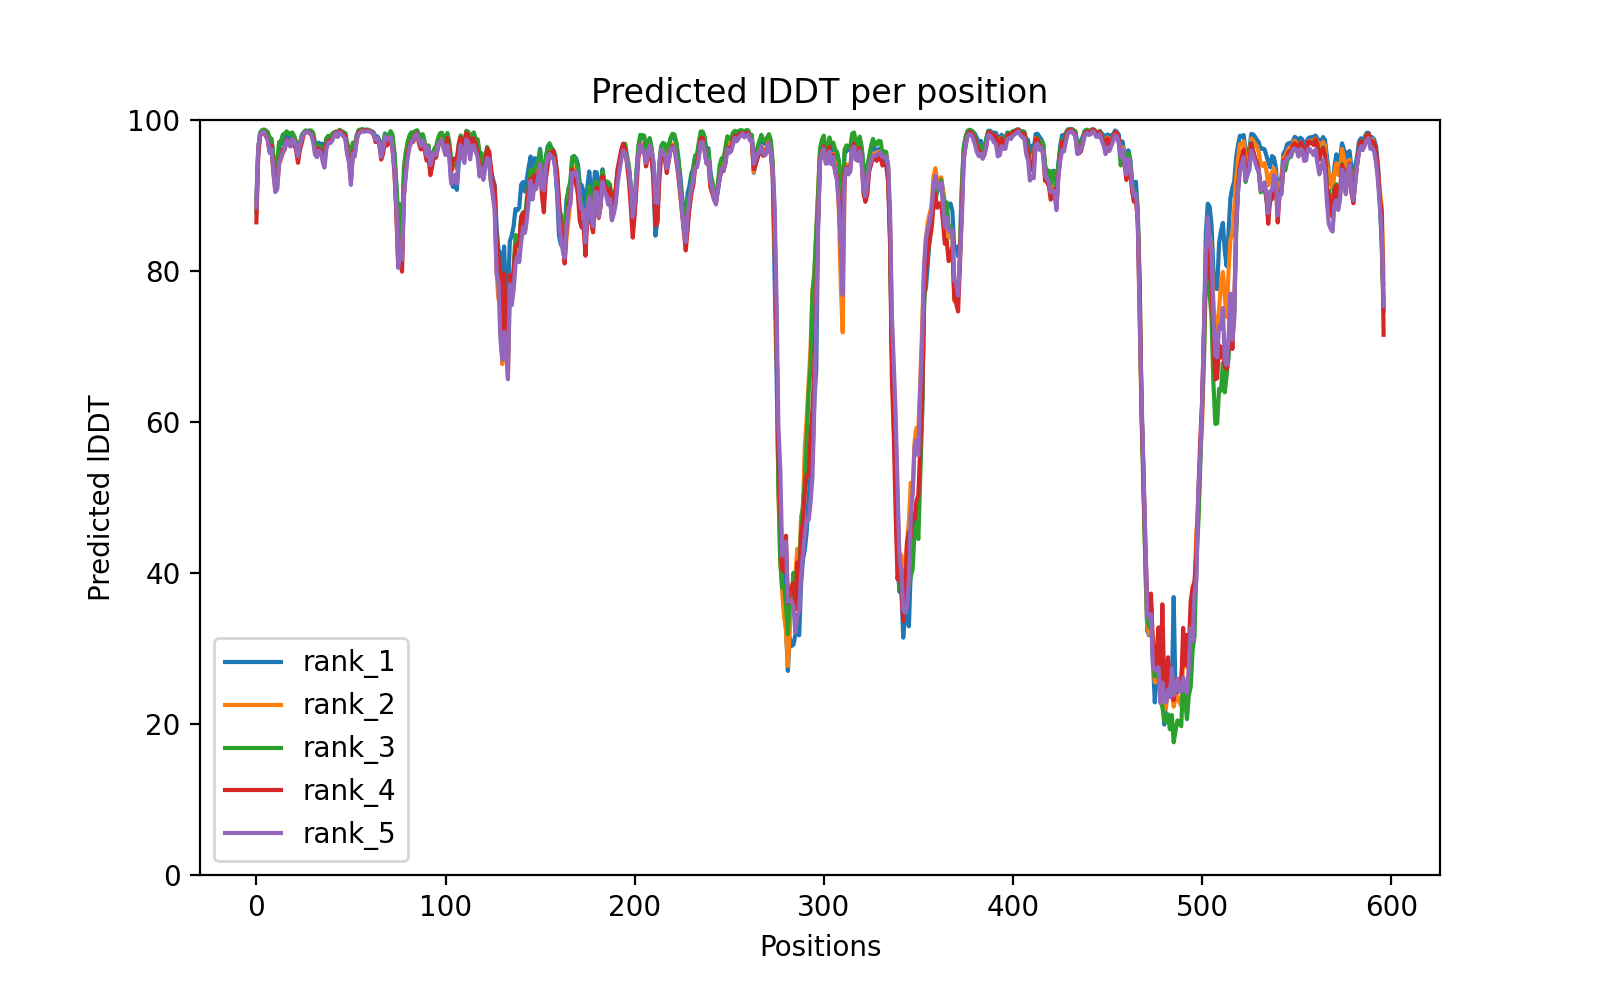 Predicted lDDT per position
100
80
60
40
20
0
Predicted lDDT
rank_1
rank_2
rank_3
rank_4
rank_5
0 100 200 300 400 500 600
Positions